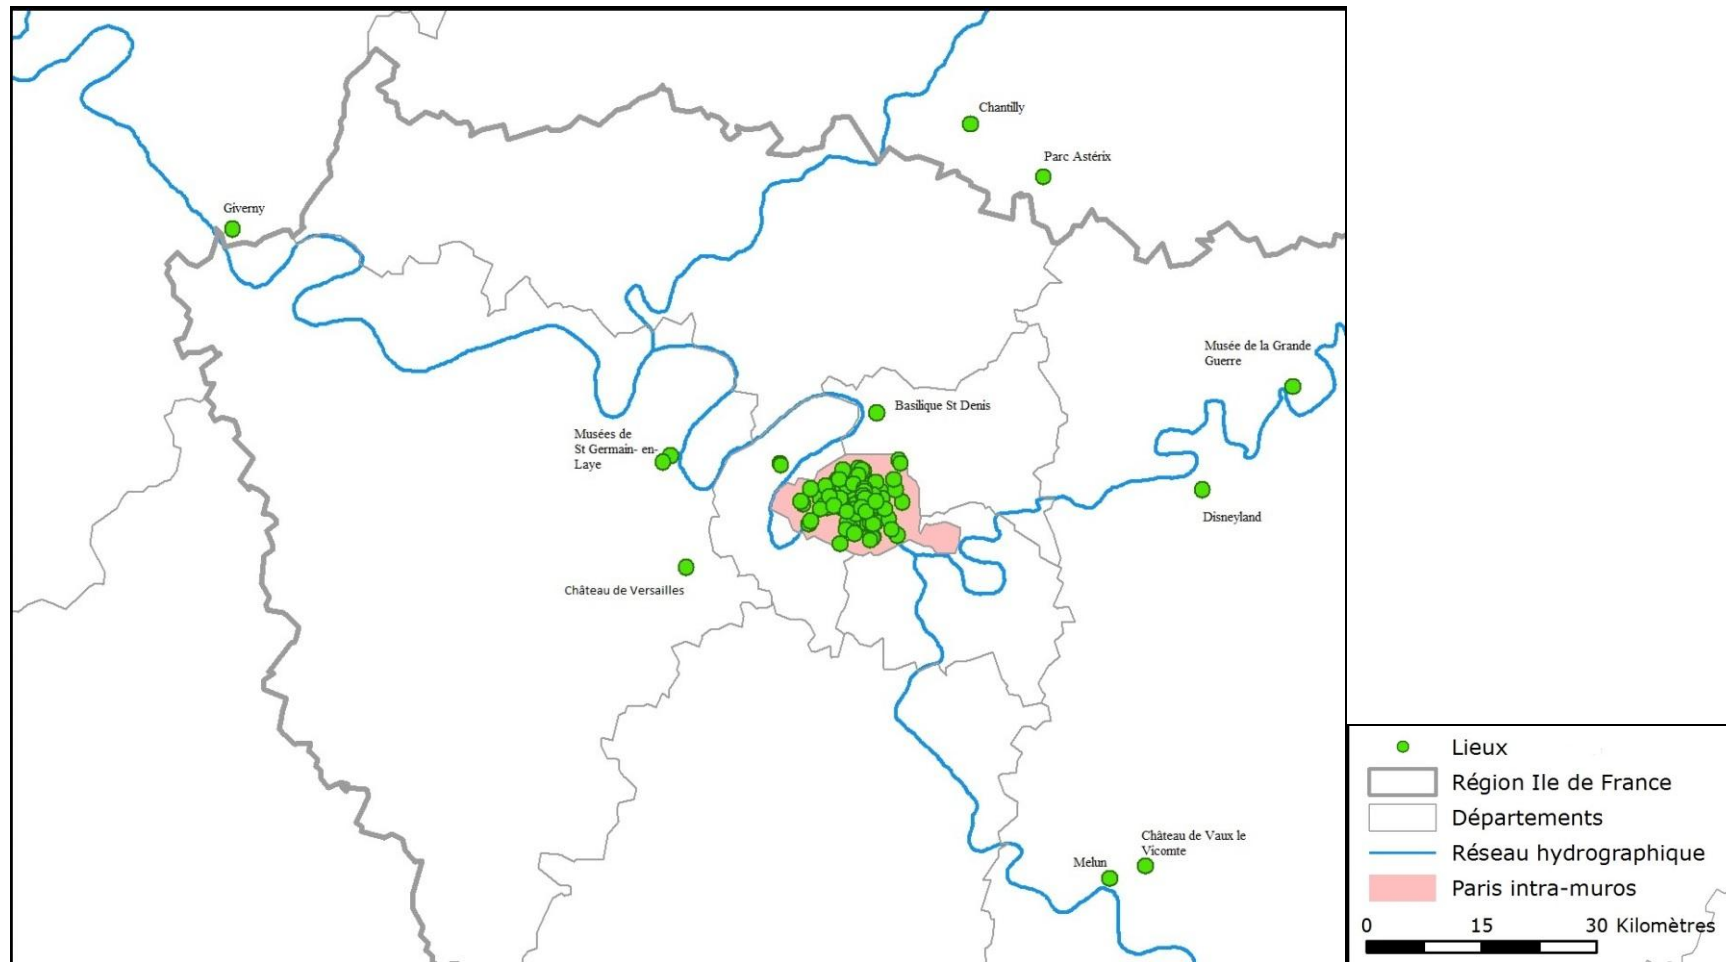 Chantilly
Parc Astérix
Giverny
Musée de la Grande
Guerre
Basilique St Denis
Musées de
St Germain- en-
Laye
Disneyland
Château de Versailles
Château de Vaux le
Vicomte
Melun
Lieux
Région Ile de France
Départements
Réseau hydrographique
Paris intra-muros
0 15 30 Kilomètres